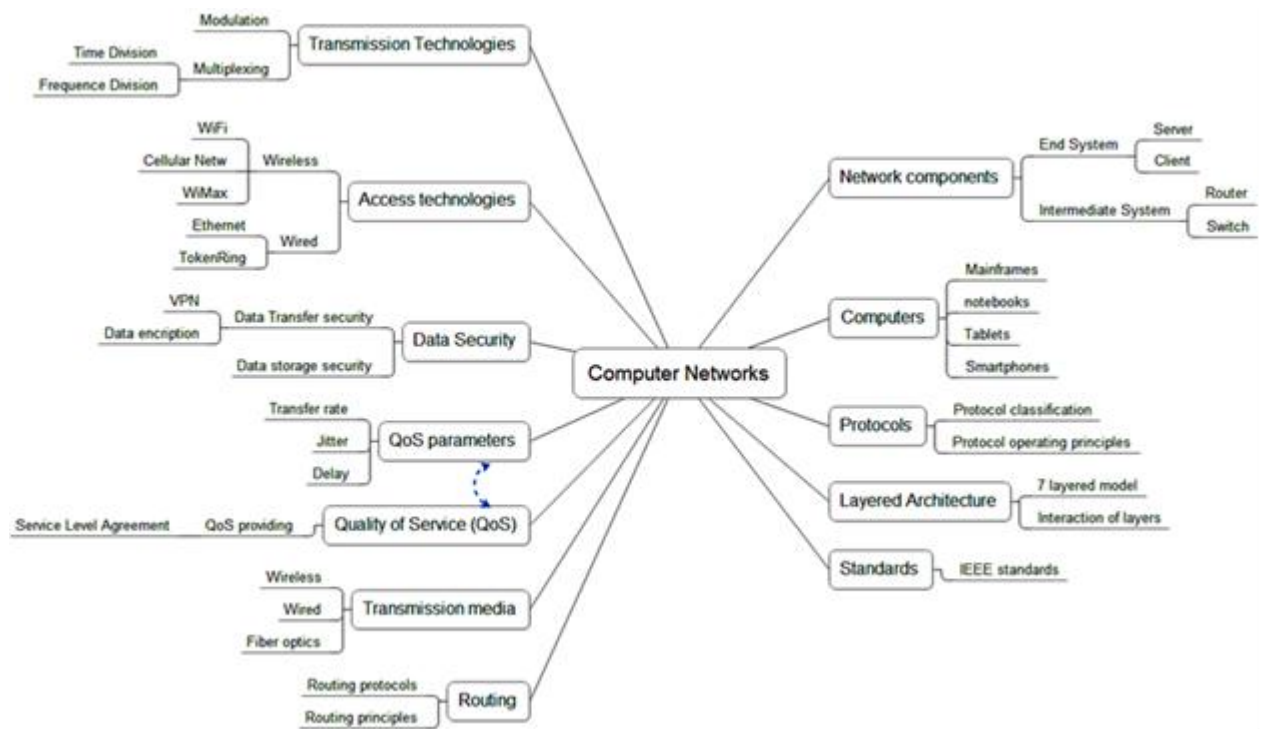 Computer Networks
Transmission Technologies
Modulation
Multiplexing
Time Division
Frequence Division
Access technologies
Wireless
WiFi
Cellular Netw
WiMax
Wired
Ethernet
TokenRing
Data Security
Data Transfer security
VPN
Data encription
Data storage security
QoS parameters
Transfer rate
Jitter
Delay
Quality of Service (QoS)
QoS providing
Service Level Agreement
Transmission media
Wireless
Wired
Fiber optics
Routing
Routing protocols
Routing principles
Network components
End System
Server
Client
Intermediate System
Router
Switch
Computers
Mainframes
notebooks
Tablets
Smartphones
Protocols
Protocol classification
Protocol operating principles
Layered Architecture
7 layered model
Interaction of layers
Standards
IEEE standards